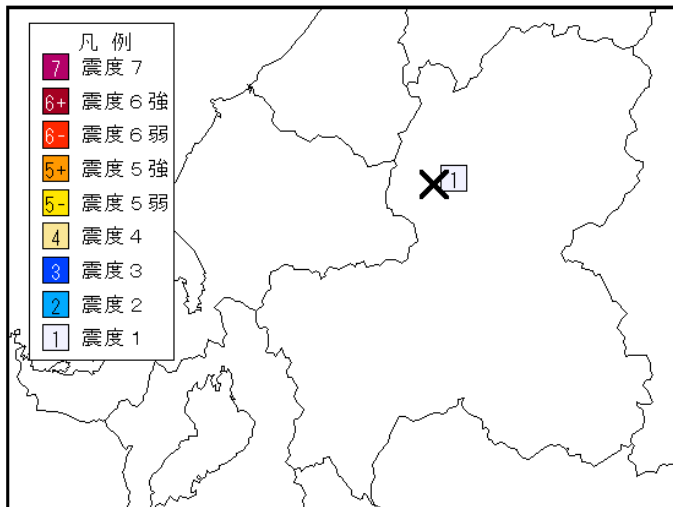 凡 例
7 震度７
6+ 震度６強
6- 震度６弱
5+ 震度５強
5- 震度５弱
4 震度４
3 震度３
2 震度２
1 震度１
1